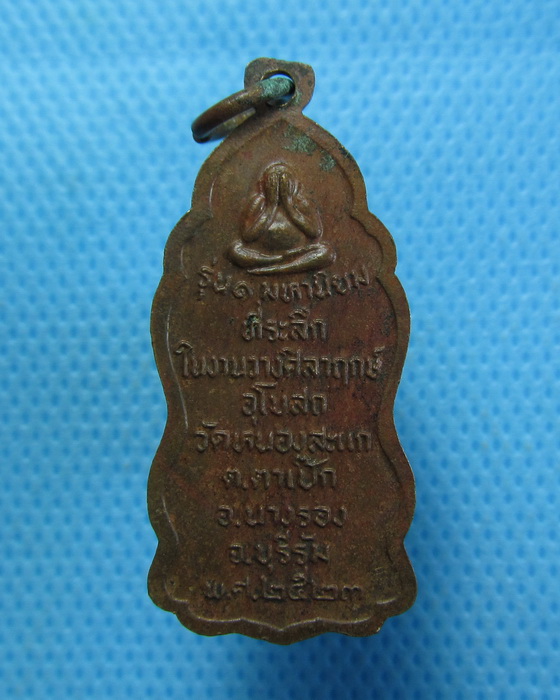 รุ่น๑ มหานิยม
ที่ระลึก
ในงานวางศิลาฤกษ์
อุโบสถ
วัดหนองสะแก
ต.ตาเป๊ก
อ.นางรอง
จ.บุรีรัมย์
พ.ศ.๒๕๒๓